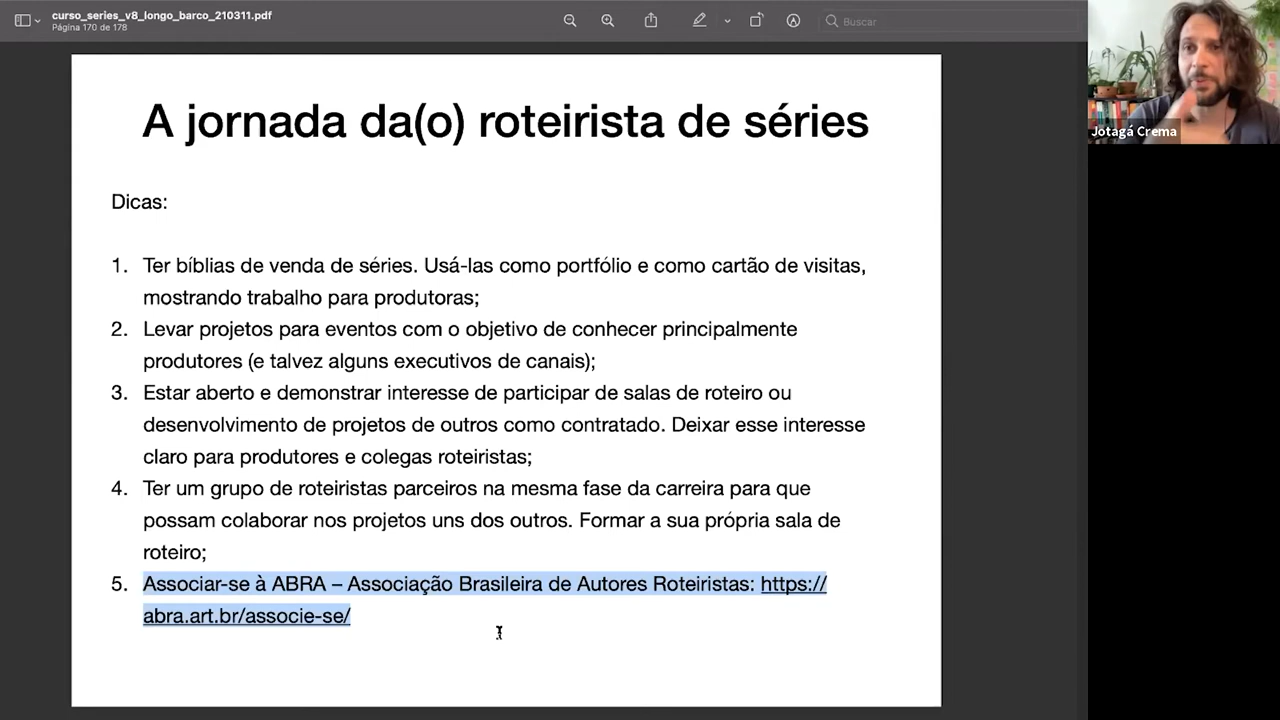 curso_series_v8_longo_barco_210311.pdf
Página 170 de 178
Buscar
Jotagá Crema
A jornada da(o) roteirista de séries
Dicas:
1. Ter bíblias de venda de séries. Usá-las como portfólio e como cartão de visitas,
mostrando trabalho para produtoras;
2. Levar projetos para eventos com o objetivo de conhecer principalmente
produtores (e talvez alguns executivos de canais);
3. Estar aberto e demonstrar interesse de participar de salas de roteiro ou
desenvolvimento de projetos de outros como contratado. Deixar esse interesse
claro para produtores e colegas roteiristas;
4. Ter um grupo de roteiristas parceiros na mesma fase da carreira para que
possam colaborar nos projetos uns dos outros. Formar a sua própria sala de
roteiro;
5. Associar-se à ABRA – Associação Brasileira de Autores Roteiristas: https://
abra.art.br/associe-se/